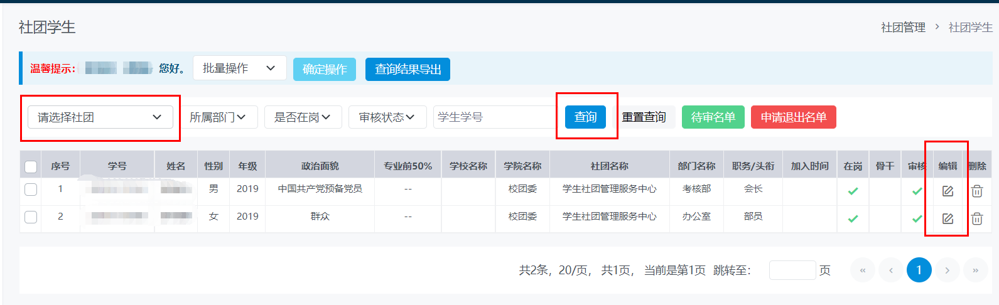 社团学生
社团管理 > 社团学生
温馨提示： 您好。 批量操作 确定操作 查询结果导出
请选择社团 所属部门 是否在岗 审核状态 学生学号 查询 重置查询 待审名单 申请退出名单
序号 学号 姓名 性别 年级 政治面貌 专业前50% 学校名称 学院名称 社团名称 部门名称 职务/头衔 加入时间 在岗 骨干 审核 编辑 删除
1 男 2019 中国共产党预备党员 -- 校团委 学生社团管理服务中心 考核部 会长
2 女 2019 群众 -- 校团委 学生社团管理服务中心 办公室 部员
共2条，20/页， 共1页， 当前是第1页 跳转至： 页 « ‹ 1 › »